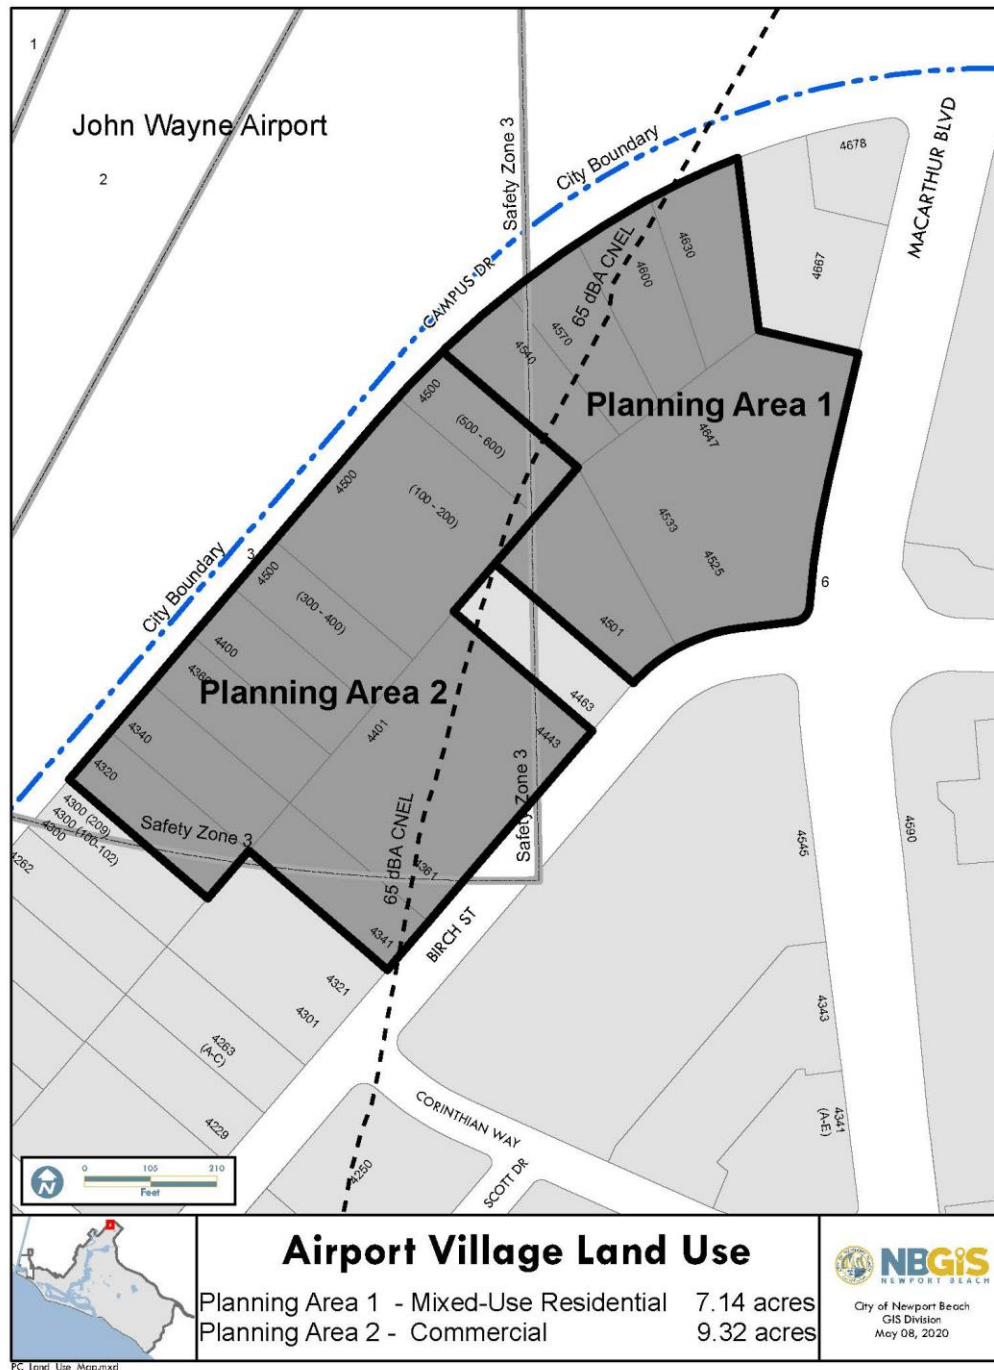 1
John Wayne Airport
2
Safety Zone 3
City Boundary
4678
MACARTHUR BLVD
4630
4667
65 dBA CNEL
4600
CAMPUS DR
4570
4540
4500
Planning Area 1
(500 - 600)
4647
4500
(100 - 200)
4533
City Boundary
3
4525
4500
6
(300 - 400)
4501
4400
4360
Planning Area 2
4463
4401
4443
4340
4320
Safety Zone 3
4300 (209)
4300 (100-102)
4300
Safety Zone 3
4262
65 dBA CNEL
4361
4545
4690
4341
BIRCH ST
4321
4301
4263
(A-C)
4343
4229
CORINTHIAN WAY
4341
(A-E)
4250
SCOTT DR
N
0 105 210
Feet
Airport Village Land Use
Planning Area 1 - Mixed-Use Residential 7.14 acres
Planning Area 2 - Commercial 9.32 acres
NBGIS
NEWPORT BEACH
City of Newport Beach
GIS Division
May 08, 2020
PC_Land_Use_Map.mxd